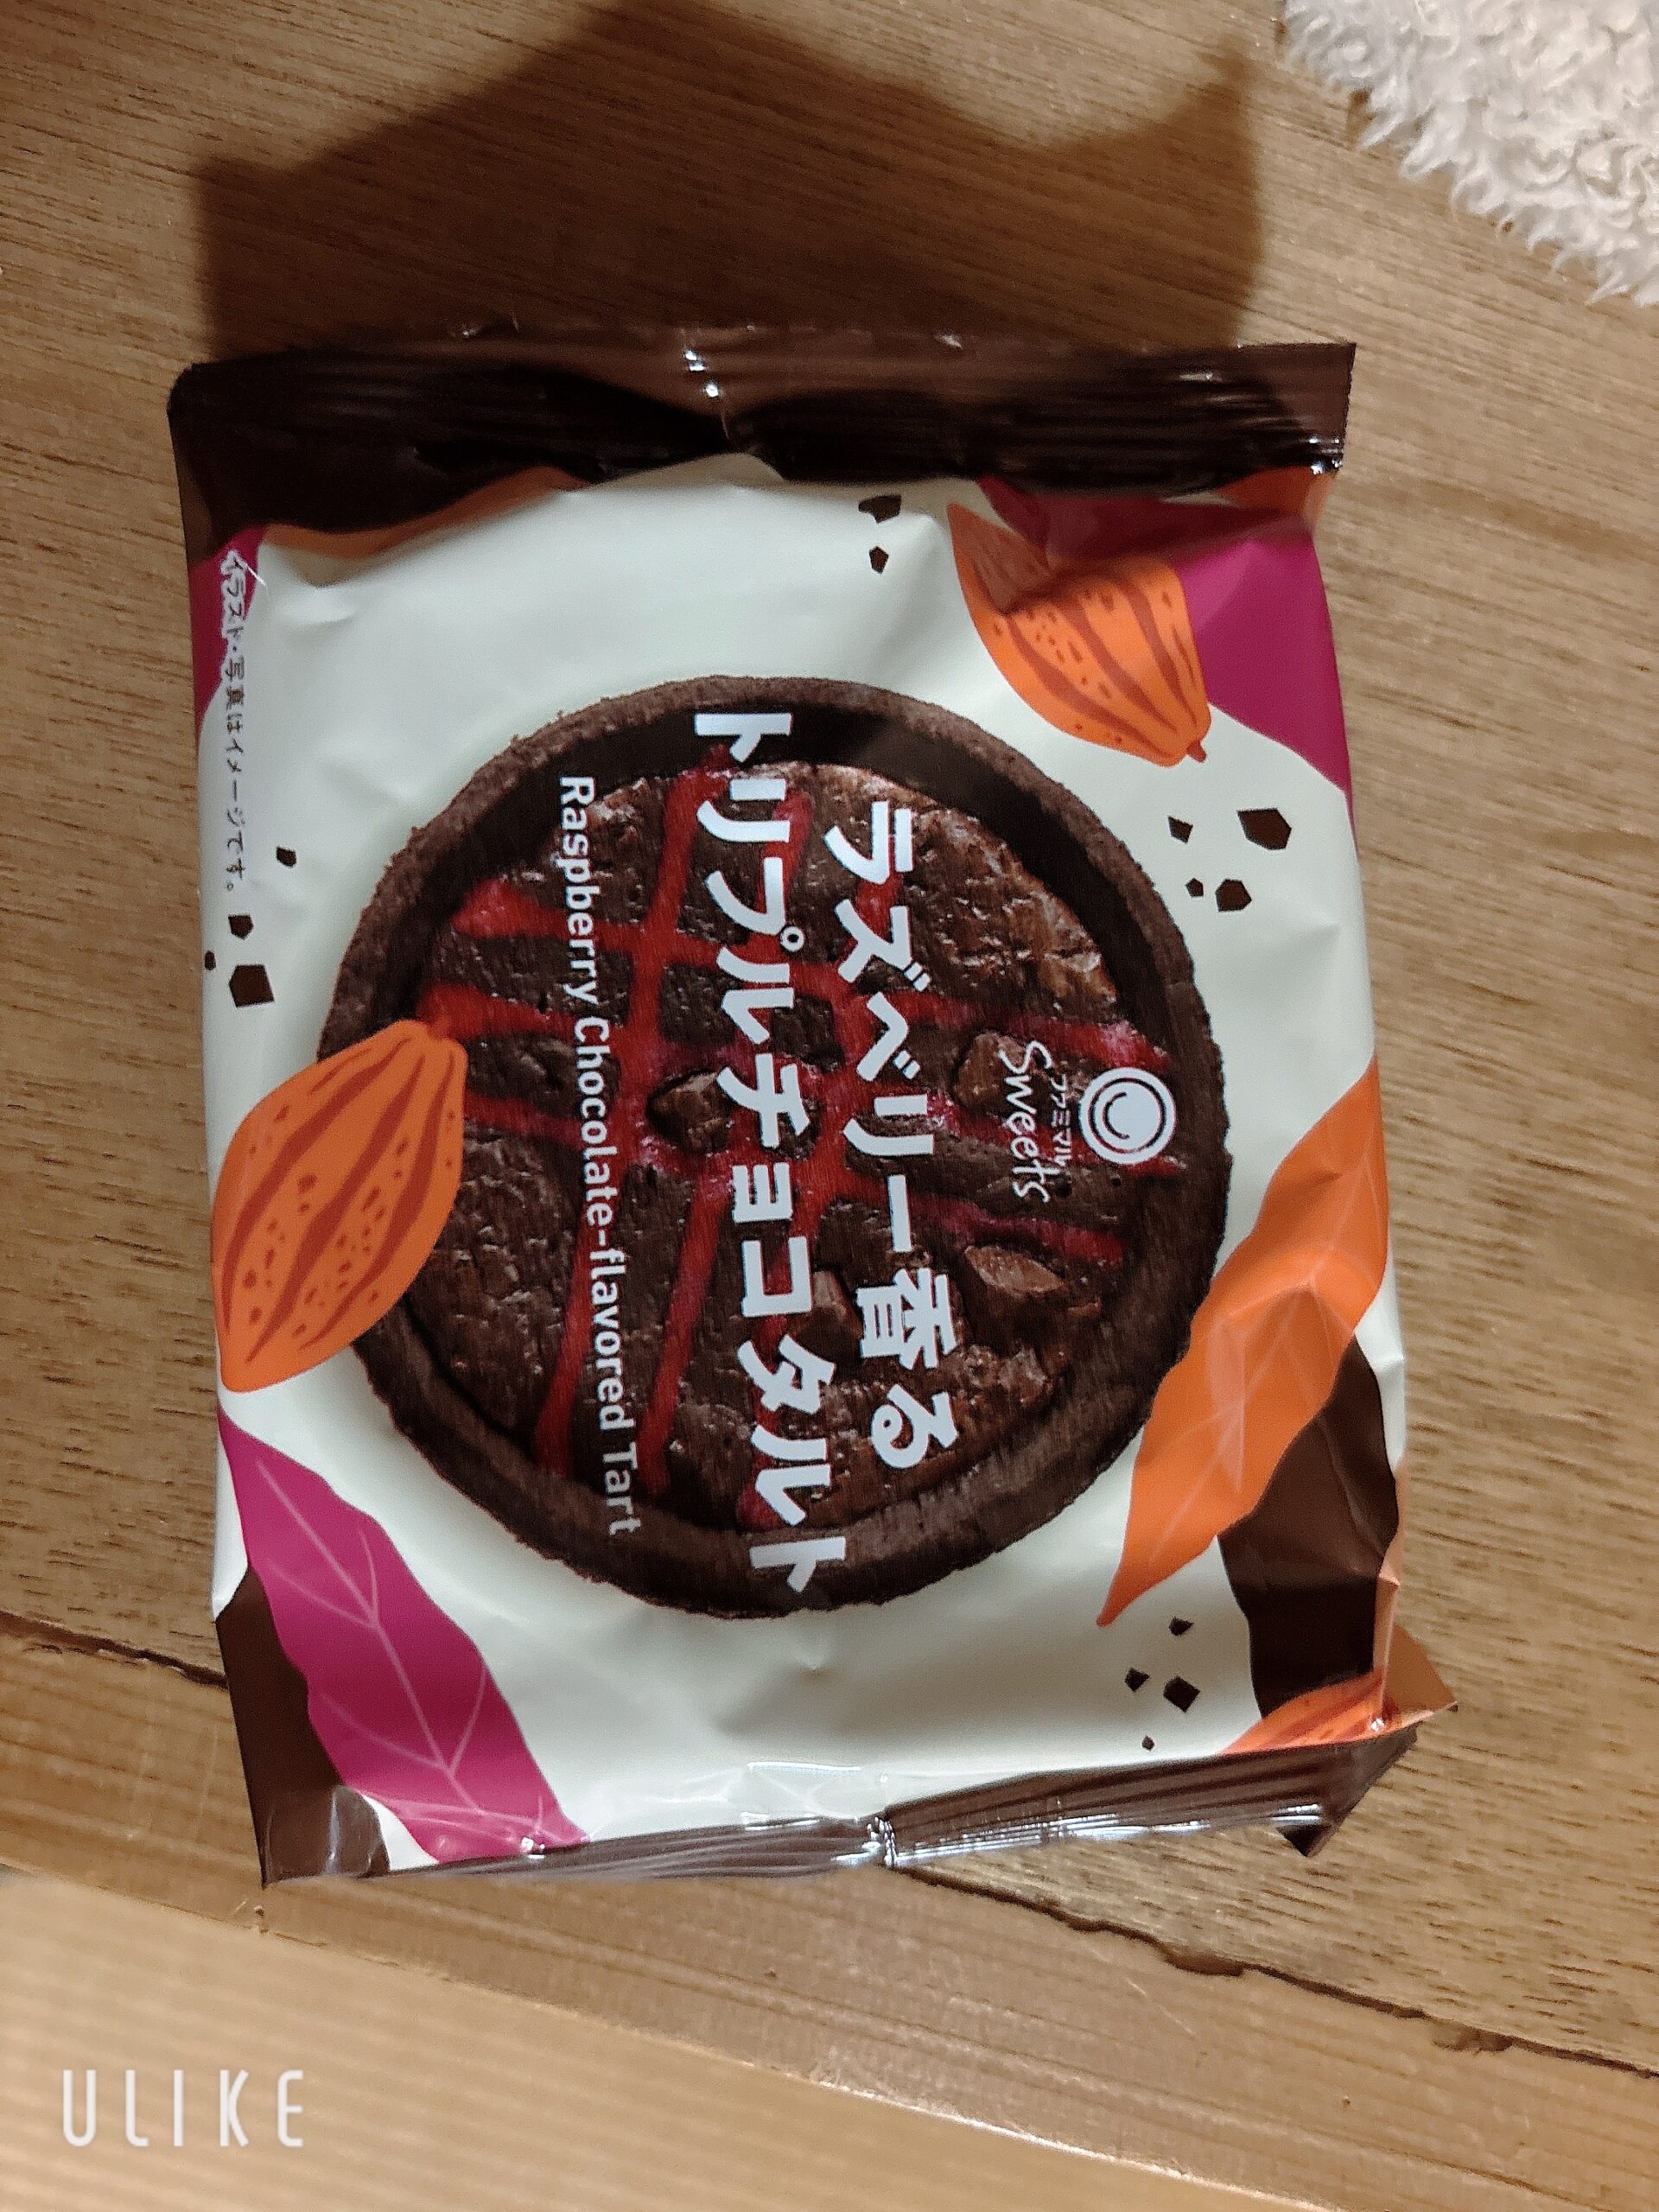 ファミマル
Sweets
ラズベリー香る
トリプルチョコタルト
Raspberry Chocolate-flavored Tart
イラスト・写真はイメージです。
ULIKE